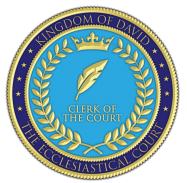 KINGDOM OF DAVID
CLERK OF
THE COURT
THE ECCLESIASTICAL COURT